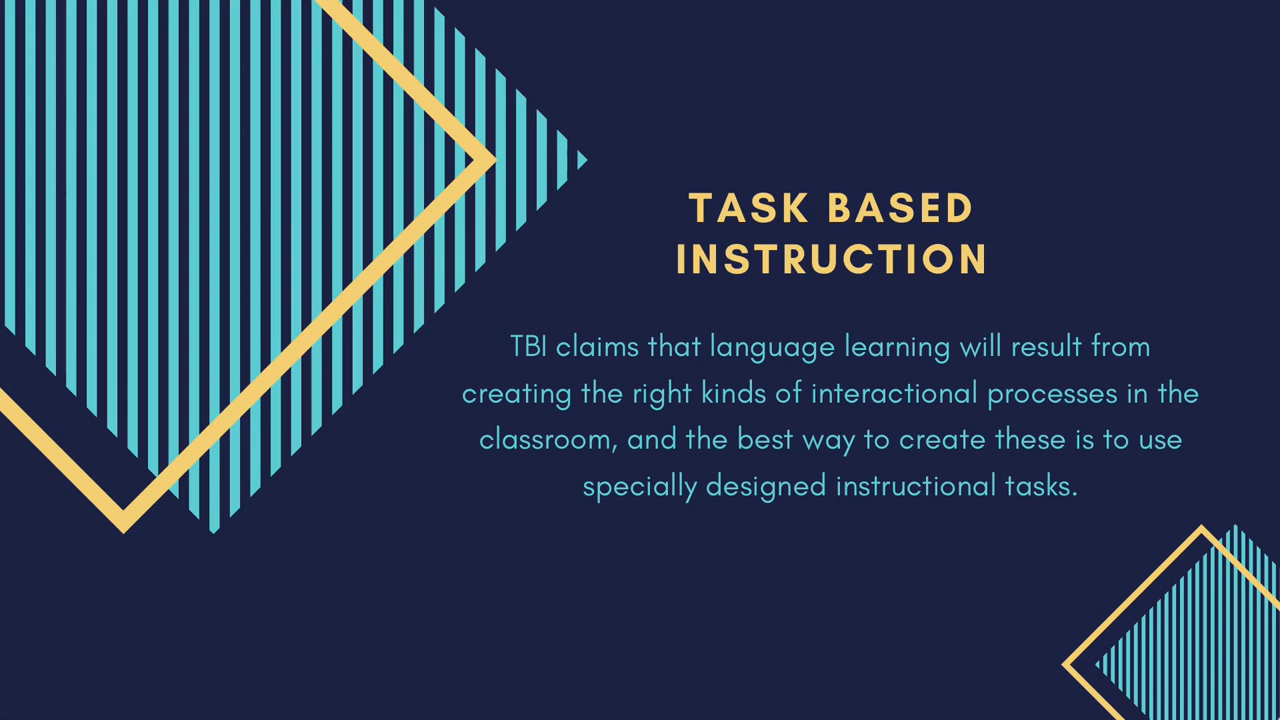 TASK BASED
INSTRUCTION
TBI claims that language learning will result from
creating the right kinds of interactional processes in the
classroom, and the best way to create these is to use
specially designed instructional tasks.